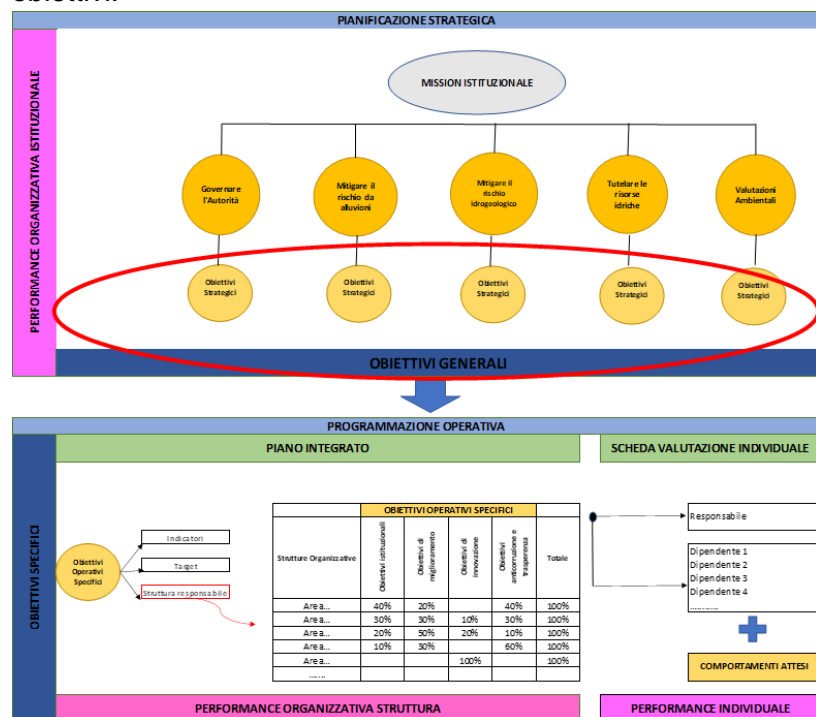 PIANIFICAZIONE STRATEGICA
PERFORMANCE ORGANIZZATIVA ISTITUZIONALE
MISSION ISTITUZIONALE
Governare
l'Autorità
Mitigare il
rischio da
alluvioni
Mitigare il
rischio
idrogeologico
Tutelare le
risorse
idriche
Valutazioni
Ambientali
Obiettivi
Strategici
Obiettivi
Strategici
Obiettivi
Strategici
Obiettivi
Strategici
Obiettivi
Strategici
OBIETTIVI GENERALI
PROGRAMMAZIONE OPERATIVA
OBIETTIVI SPECIFICI
PIANO INTEGRATO
SCHEDA VALUTAZIONE INDIVIDUALE
Obiettivi
Operativi
Specifici
Indicatori
Target
Struttura responsabile
OBIETTIVI OPERATIVI SPECIFICI
Strutture Organizzative
Obiettivi istituzionali
Obiettivi di
miglioramento
Obiettivi di
innovazione
Obiettivi
anticorruzione e
trasperenza
Totale
Area... 40% 20% 40% 100%
Area... 30% 30% 10% 30% 100%
Area... 20% 50% 20% 10% 100%
Area... 10% 30% 60% 100%
Area... 100% 100%
.......
Responsabile
Dipendente 1
Dipendente 2
Dipendente 3
Dipendente 4
...........
COMPORTAMENTI ATTESI
PERFORMANCE ORGANIZZATIVA STRUTTURA
PERFORMANCE INDIVIDUALE